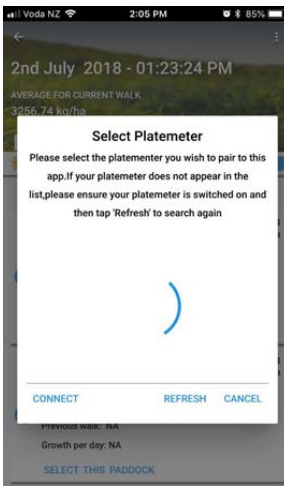 Voda NZ 2:05 PM 85%
2nd July 2018 - 01:23:24 PM
AVERAGE FOR CURRENT WALK
3256.74 kg/ha
Select Platemeter
Please select the platementer you wish to pair to this
app.If your platemeter does not appear in the
list,please ensure your platemeter is switched on and
then tap 'Refresh' to search again
CONNECT REFRESH CANCEL
Previous walk: NA
Growth per day: NA
SELECT THIS PADDOCK